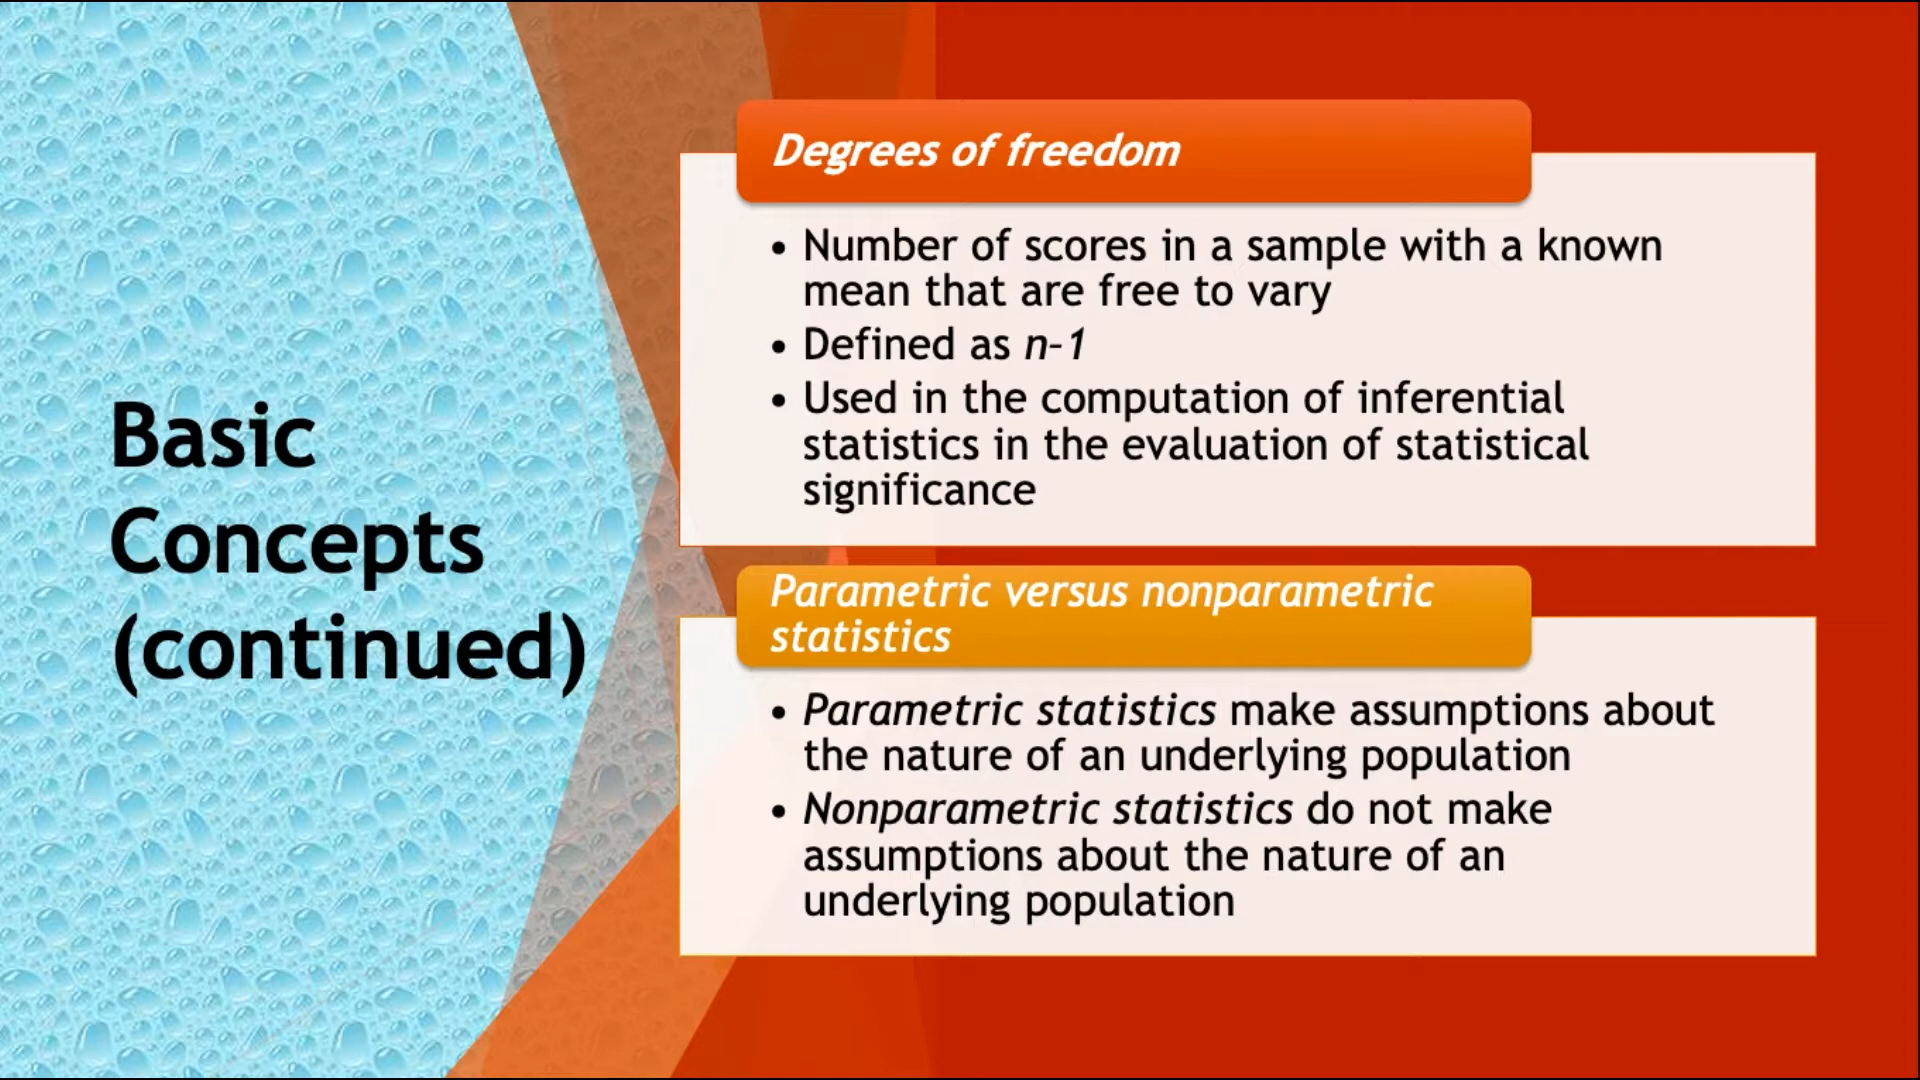 Basic
Concepts
(continued)
Degrees of freedom
• Number of scores in a sample with a known
mean that are free to vary
• Defined as n–1
• Used in the computation of inferential
statistics in the evaluation of statistical
significance
Parametric versus nonparametric
statistics
• Parametric statistics make assumptions about
the nature of an underlying population
• Nonparametric statistics do not make
assumptions about the nature of an
underlying population